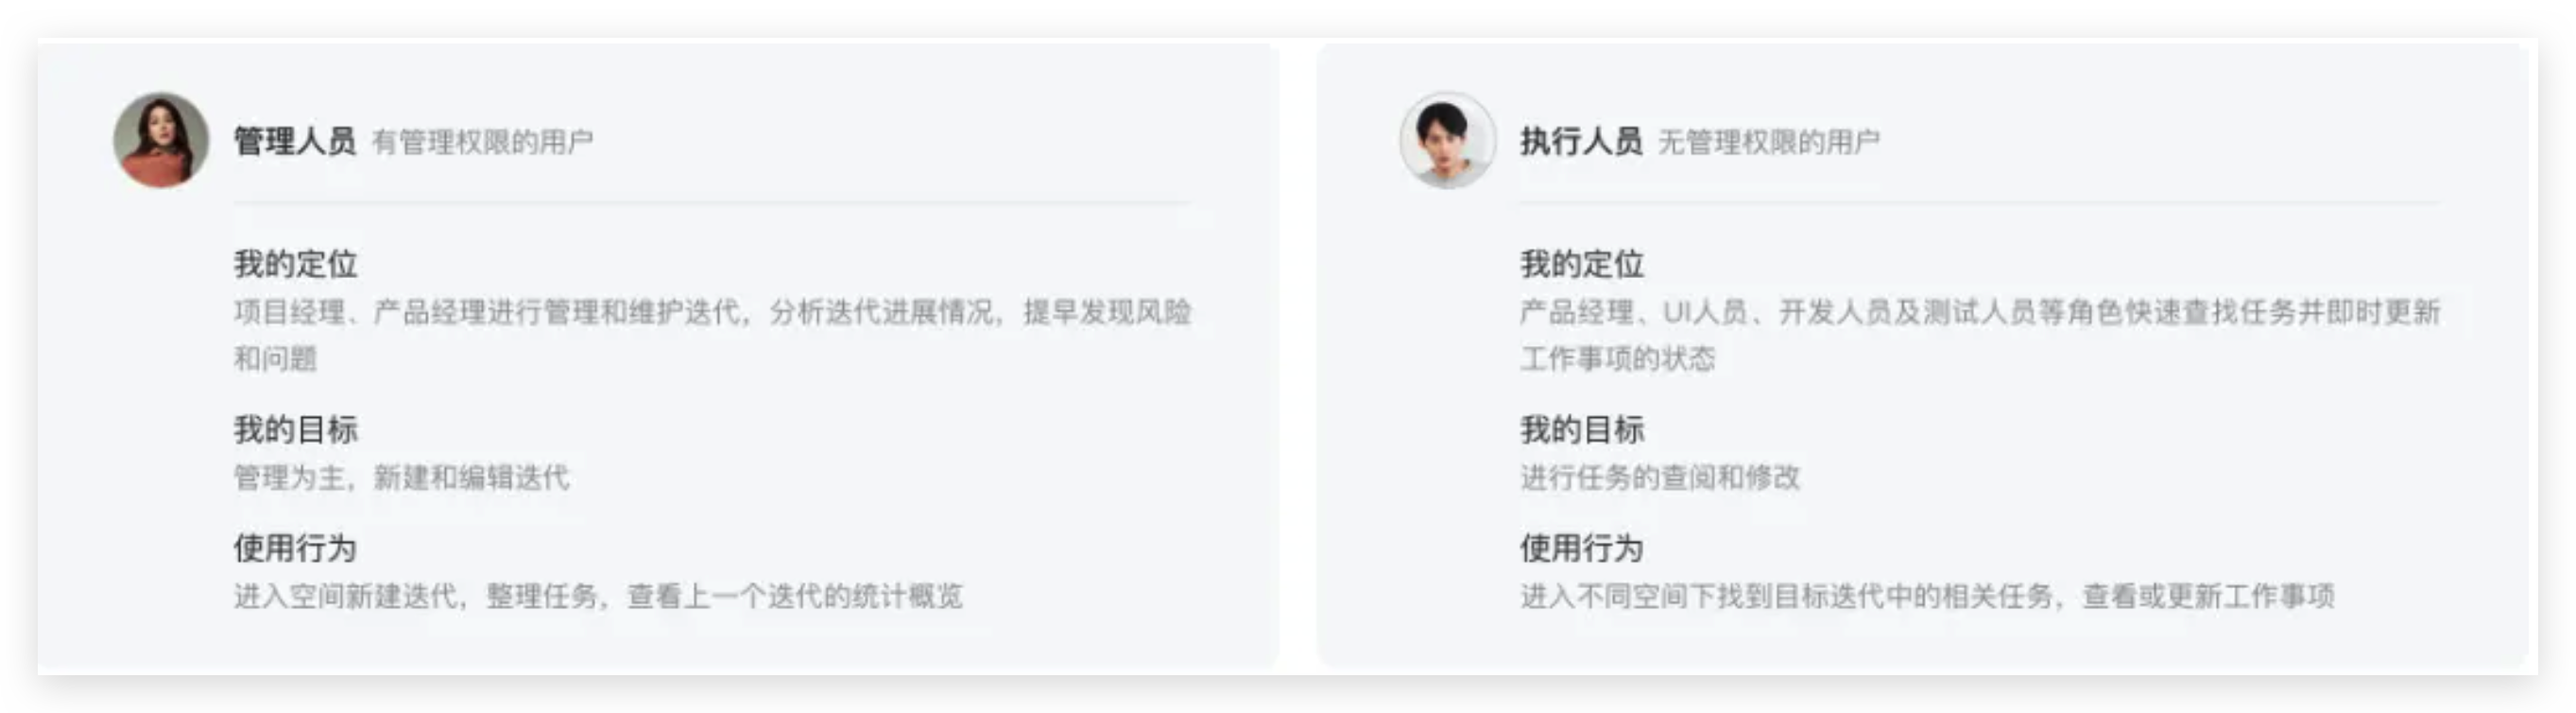 管理人员 有管理权限的用户
我的定位
项目经理、产品经理进行管理和维护迭代，分析迭代进展情况，提早发现风险
和问题
我的目标
管理为主，新建和编辑迭代
使用行为
进入空间新建迭代，整理任务，查看上一个迭代的统计概览
执行人员 无管理权限的用户
我的定位
产品经理、UI人员、开发人员及测试人员等角色快速查找任务并即时更新
工作事项的状态
我的目标
进行任务的查阅和修改
使用行为
进入不同空间下找到目标迭代中的相关任务，查看或更新工作事项